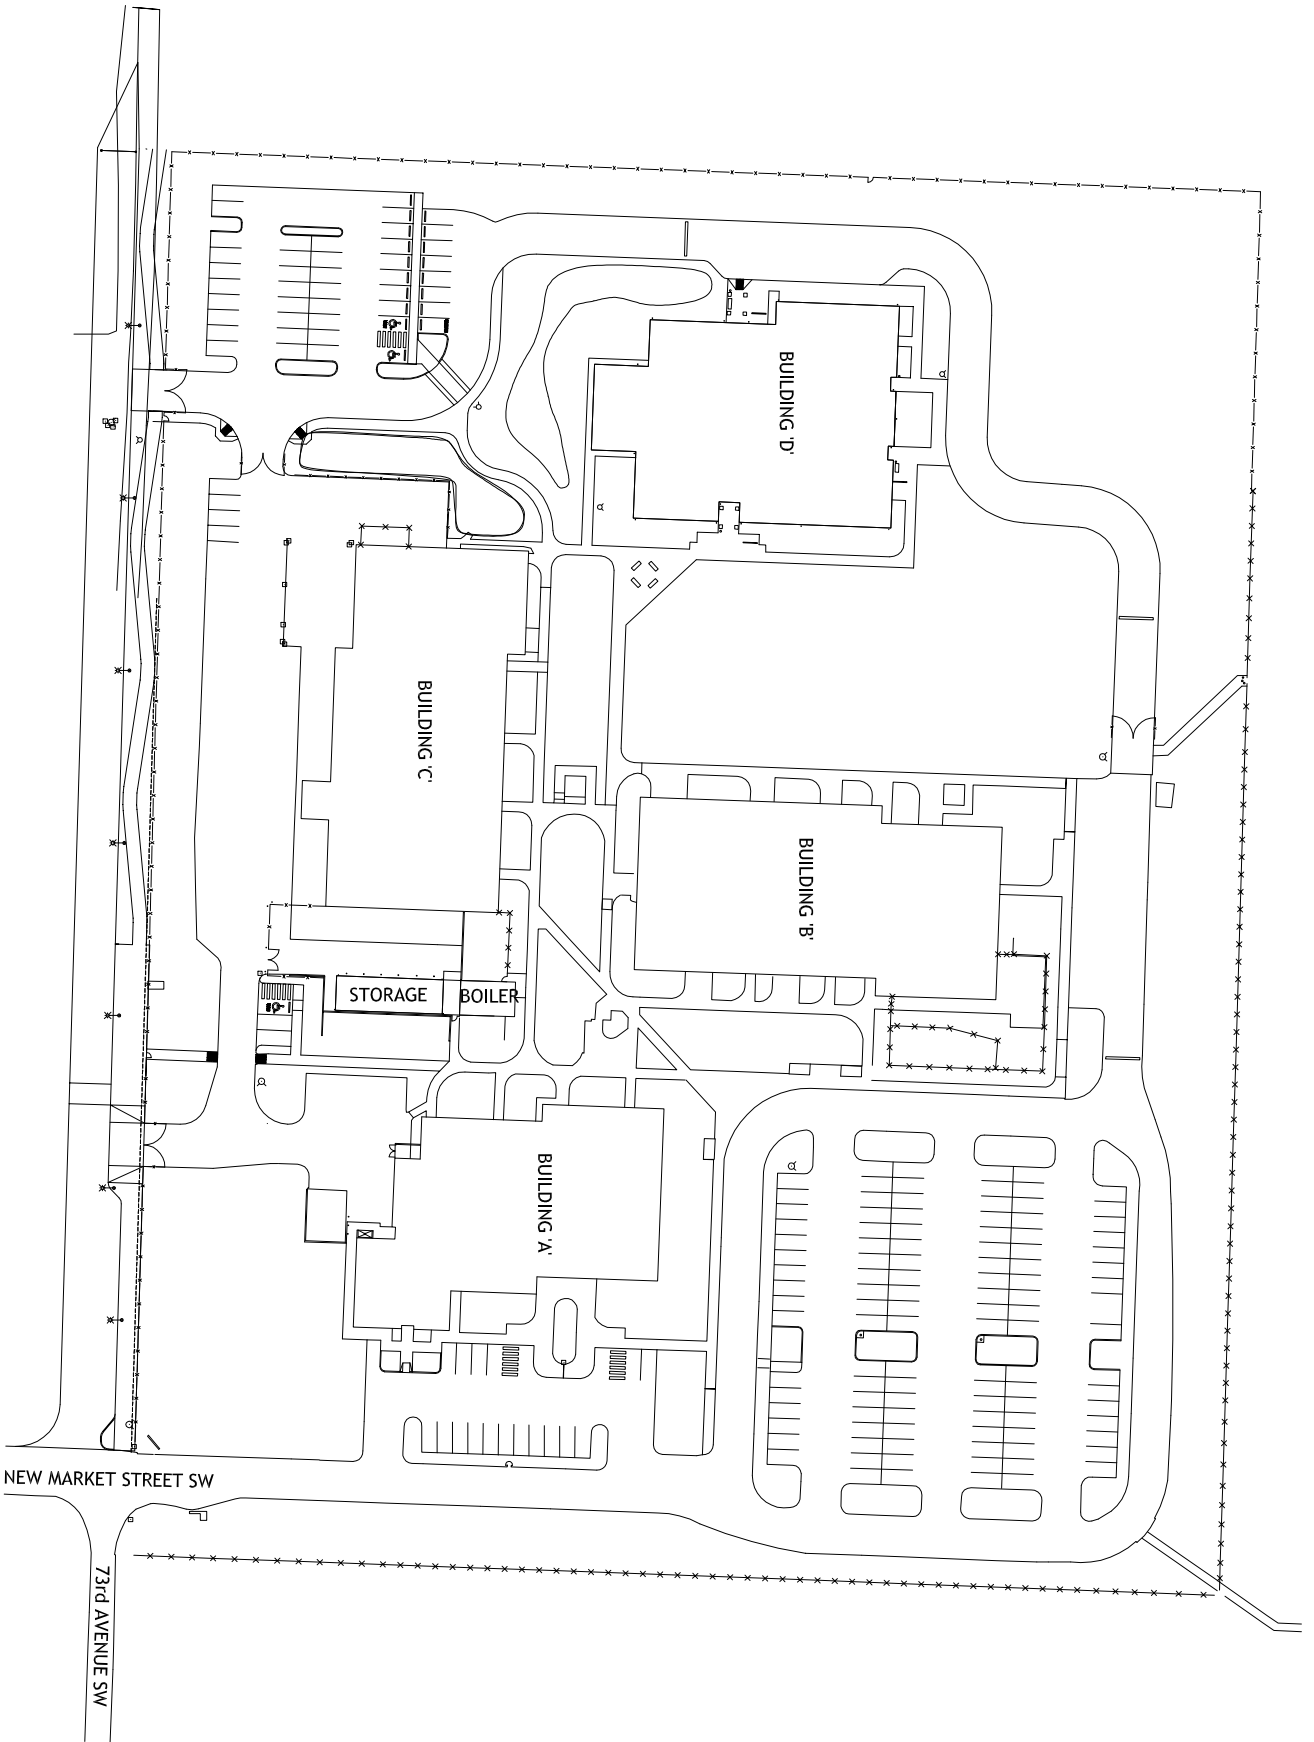 BUILDING 'D'
BUILDING 'C'
BUILDING 'B'
STORAGE
BOILER
BUILDING 'A'
NEW MARKET STREET SW
73rd AVENUE SW